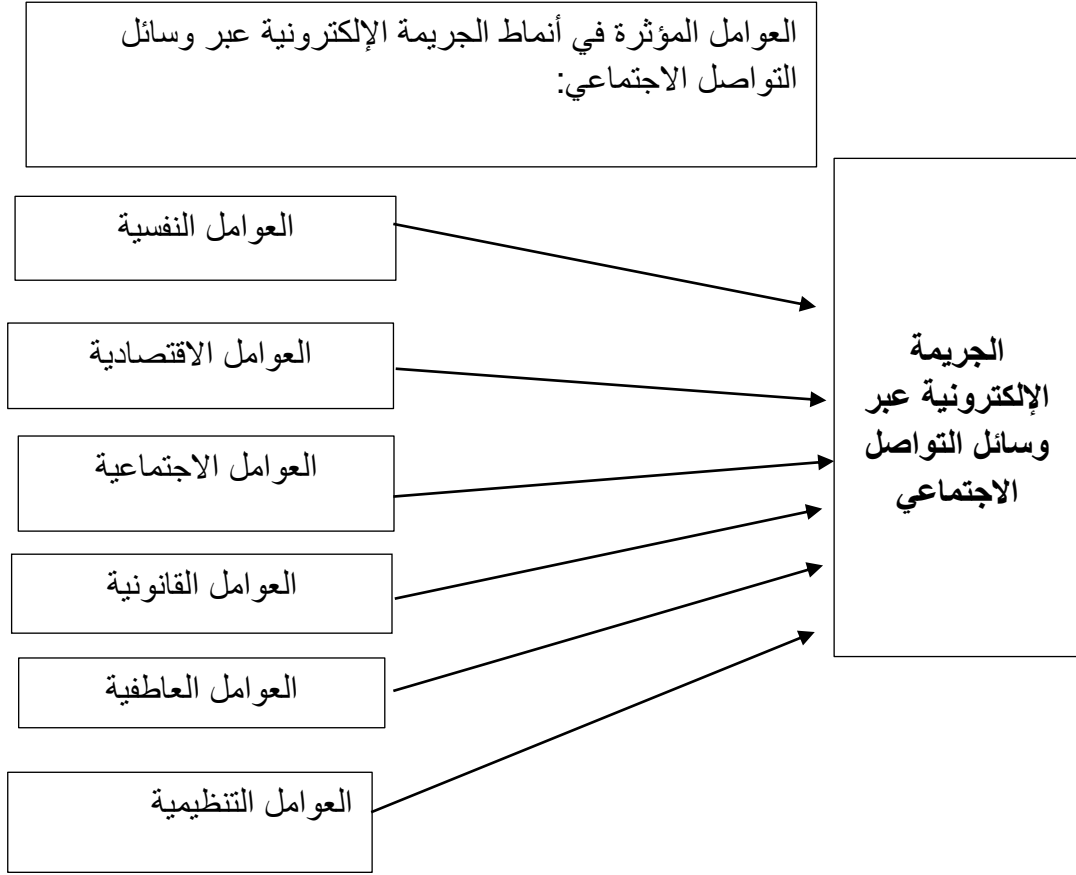 العوامل المؤثرة في أنماط الجريمة الإلكترونية عبر وسائل
التواصل الاجتماعي:
العوامل النفسية
العوامل الاقتصادية
العوامل الاجتماعية
العوامل القانونية
العوامل العاطفية
العوامل التنظيمية
الجريمة
الإلكترونية عبر
وسائل التواصل
الاجتماعي